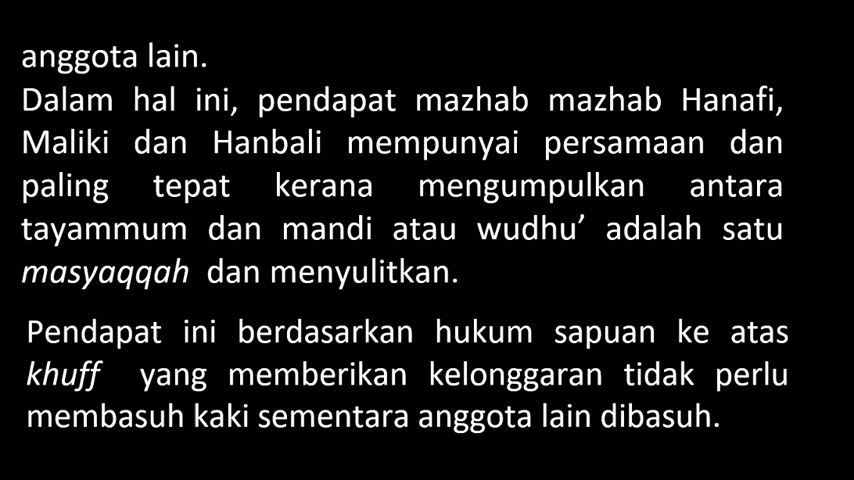 anggota lain.
Dalam hal ini, pendapat mazhab mazhab Hanafi,
Maliki dan Hanbali mempunyai persamaan dan
paling tepat kerana mengumpulkan antara
tayammum dan mandi atau wudhu’ adalah satu
masyaqqah dan menyulitkan.
Pendapat ini berdasarkan hukum sapuan ke atas
khuff yang memberikan kelonggaran tidak perlu
membasuh kaki sementara anggota lain dibasuh.